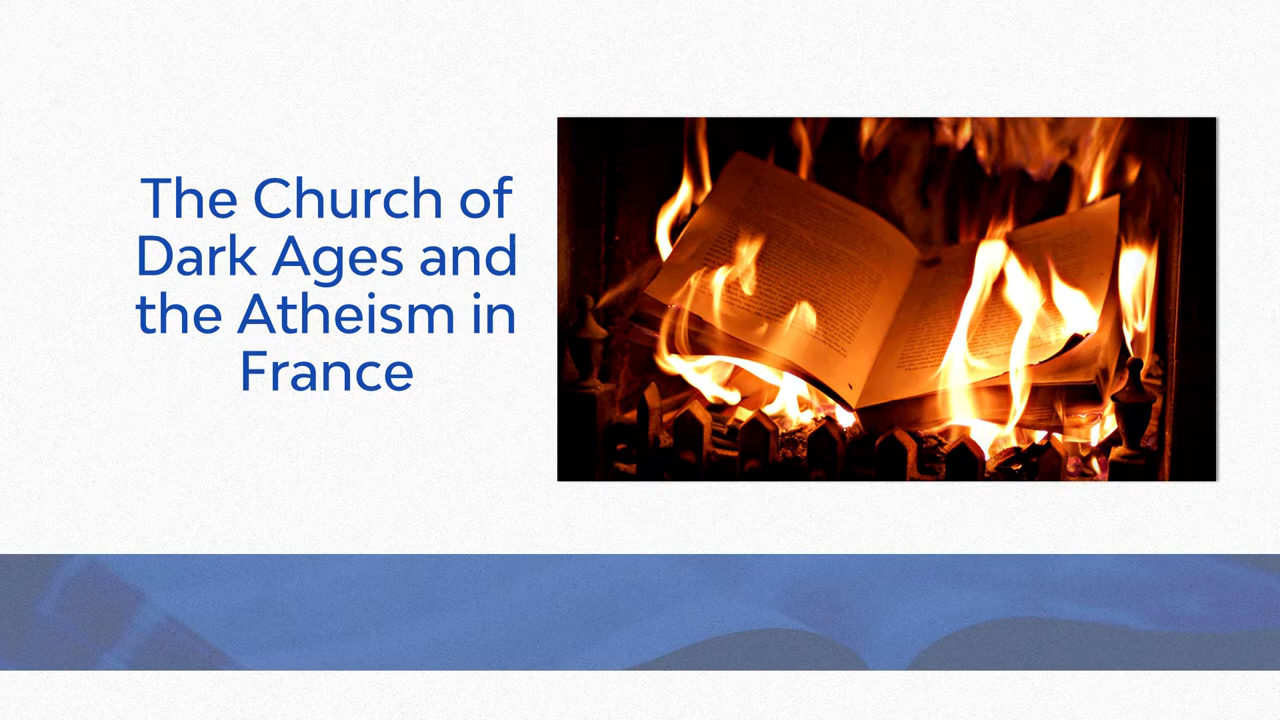 The Church of
Dark Ages and
the Atheism in
France